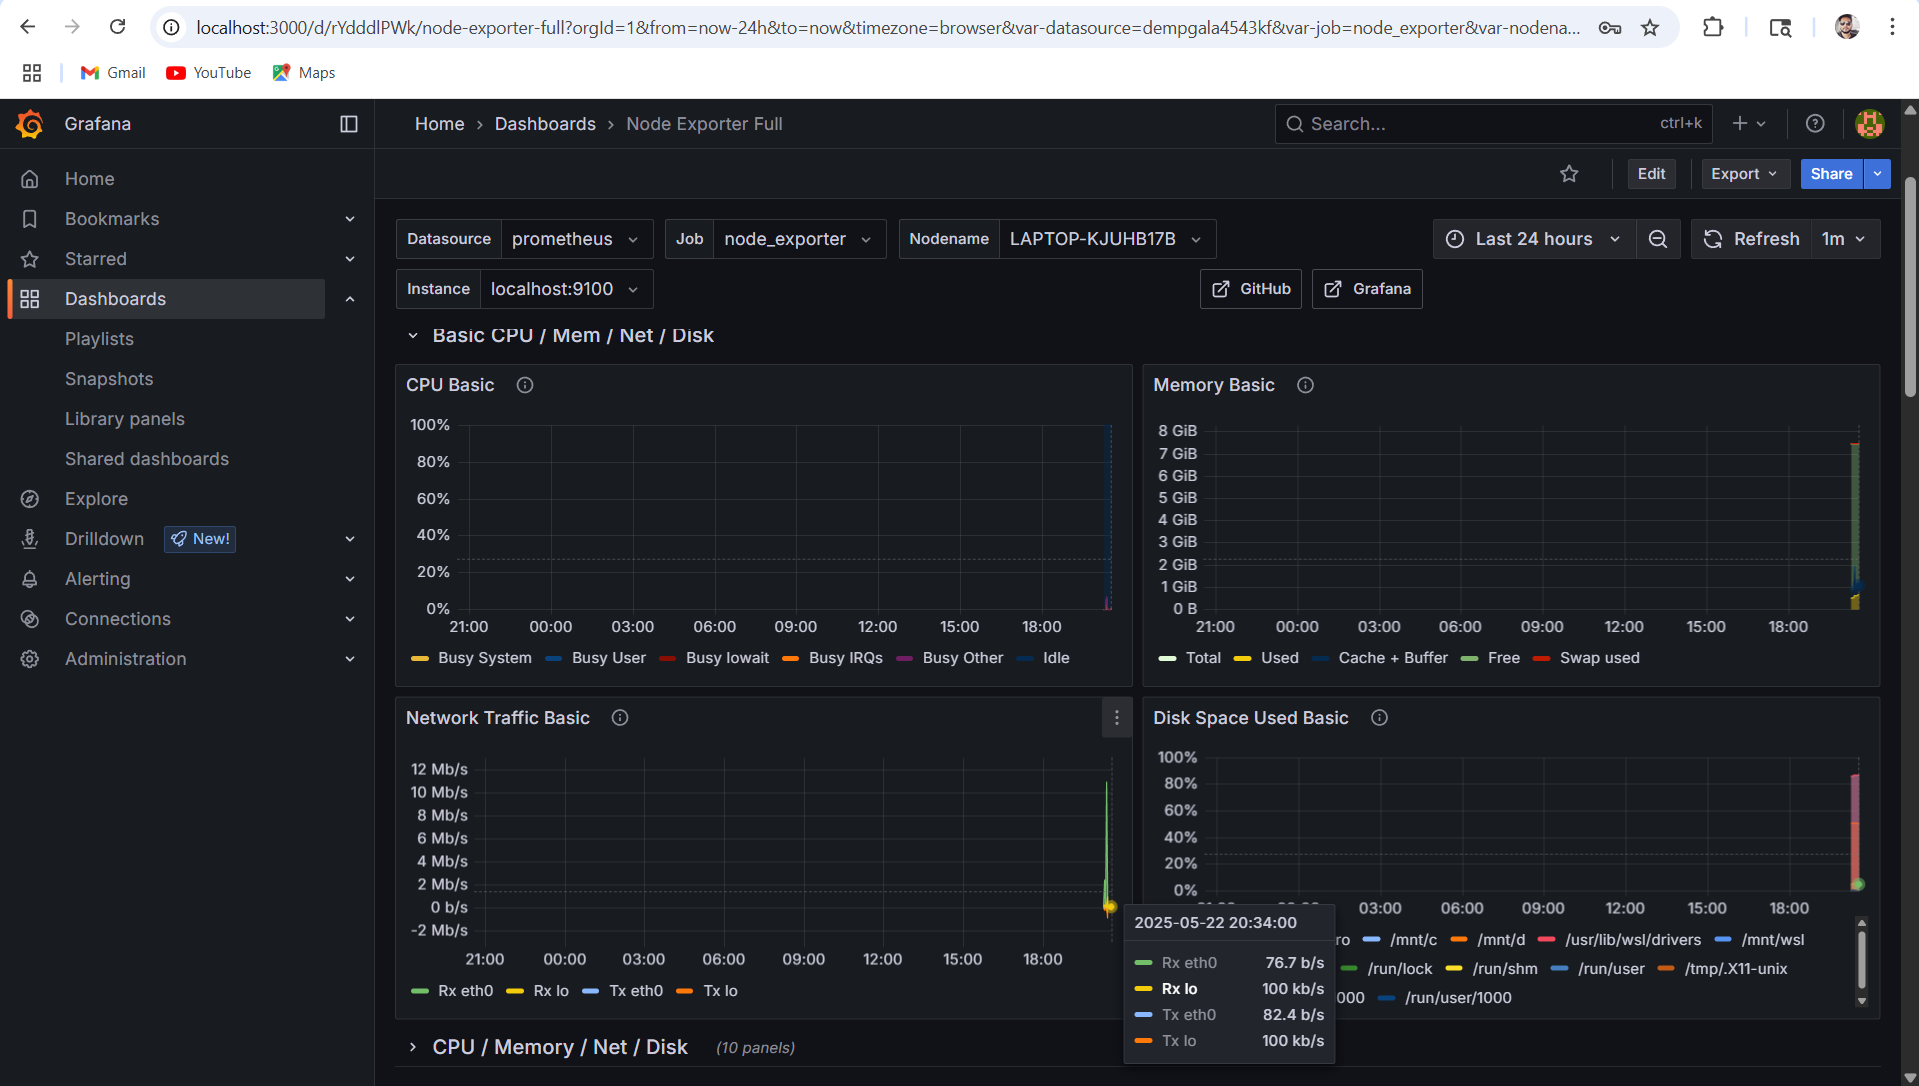 localhost:3000/d/rYdddlPWk/node-exporter-full?orgId=1&from=now-24h&to=now&timezone=browser&var-datasource=dempgala4543kf&var-job=node_exporter&var-nodena...
Gmail YouTube Maps
Grafana
Home › Dashboards › Node Exporter Full
Search... ctrl+k
Edit Export Share
Home
Bookmarks
Starred
Dashboards
Playlists
Snapshots
Library panels
Shared dashboards
Explore
Drilldown New!
Alerting
Connections
Administration
Datasource prometheus Job node_exporter Nodename LAPTOP-KJUHB17B Last 24 hours Refresh 1m
Instance localhost:9100 GitHub Grafana
Basic CPU / Mem / Net / Disk
CPU Basic
100%
80%
60%
40%
20%
0%
21:00 00:00 03:00 06:00 09:00 12:00 15:00 18:00
Busy System Busy User Busy Iowait Busy IRQs Busy Other Idle
Memory Basic
8 GiB
7 GiB
6 GiB
5 GiB
4 GiB
3 GiB
2 GiB
1 GiB
0 B
21:00 00:00 03:00 06:00 09:00 12:00 15:00 18:00
Total Used Cache + Buffer Free Swap used
Network Traffic Basic
12 Mb/s
10 Mb/s
8 Mb/s
6 Mb/s
4 Mb/s
2 Mb/s
0 b/s
-2 Mb/s
21:00 00:00 03:00 06:00 09:00 12:00 15:00 18:00
Rx eth0 Rx lo Tx eth0 Tx lo
Disk Space Used Basic
100%
80%
60%
40%
20%
0%
03:00 06:00 09:00 12:00 15:00 18:00
ro /mnt/c /mnt/d /usr/lib/wsl/drivers /mnt/wsl
/run/lock /run/shm /run/user /tmp/.X11-unix
000 /run/user/1000
2025-05-22 20:34:00
Rx eth0 76.7 b/s
Rx lo 100 kb/s
Tx eth0 82.4 b/s
Tx lo 100 kb/s
CPU / Memory / Net / Disk (10 panels)